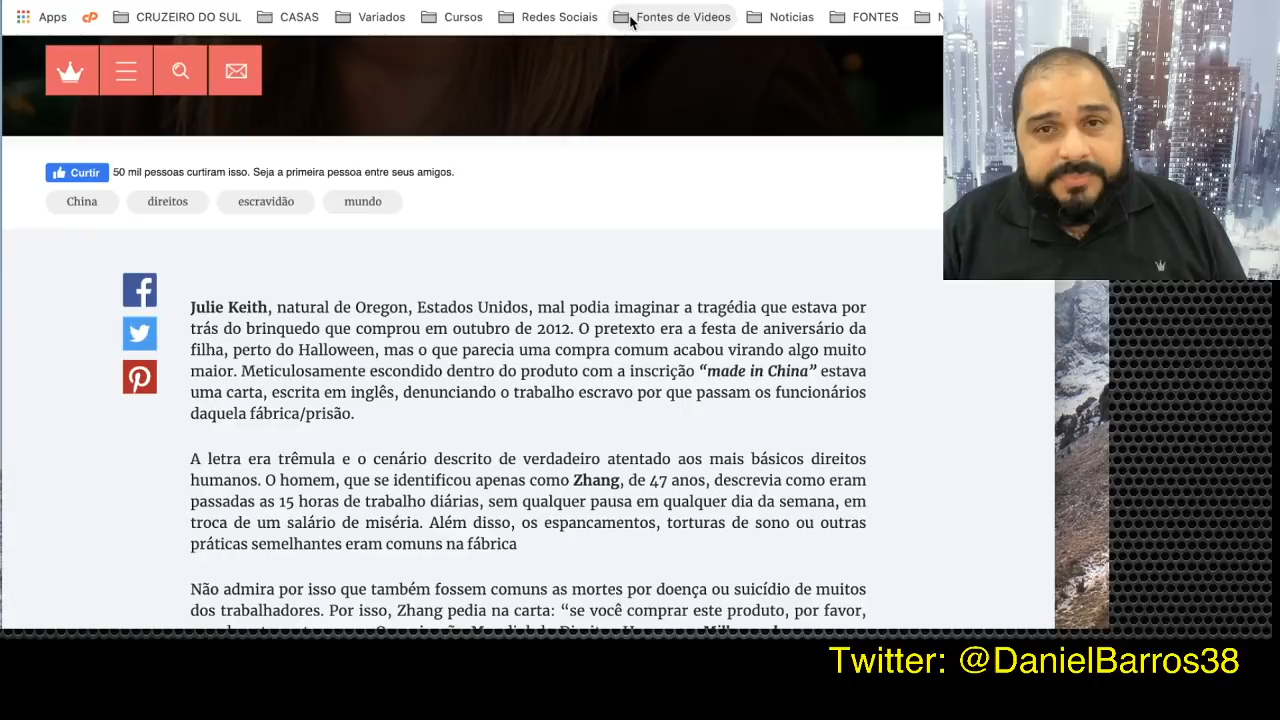 Apps CRUZEIRO DO SUL CASAS Variados Cursos Redes Sociais Fontes de Videos Noticias FONTES
Curtir 50 mil pessoas curtiram isso. Seja a primeira pessoa entre seus amigos.
China direitos escravidão mundo
Julie Keith, natural de Oregon, Estados Unidos, mal podia imaginar a tragédia que estava por
trás do brinquedo que comprou em outubro de 2012. O pretexto era a festa de aniversário da
filha, perto do Halloween, mas o que parecia uma compra comum acabou virando algo muito
maior. Meticulosamente escondido dentro do produto com a inscrição “made in China” estava
uma carta, escrita em inglês, denunciando o trabalho escravo por que passam os funcionários
daquela fábrica/prisão.
A letra era trêmula e o cenário descrito de verdadeiro atentado aos mais básicos direitos
humanos. O homem, que se identificou apenas como Zhang, de 47 anos, descrevia como eram
passadas as 15 horas de trabalho diárias, sem qualquer pausa em qualquer dia da semana, em
troca de um salário de miséria. Além disso, os espancamentos, torturas de sono ou outras
práticas semelhantes eram comuns na fábrica
Não admira por isso que também fossem comuns as mortes por doença ou suicídio de muitos
dos trabalhadores. Por isso, Zhang pedia na carta: “se você comprar este produto, por favor,
Twitter: @DanielBarros38